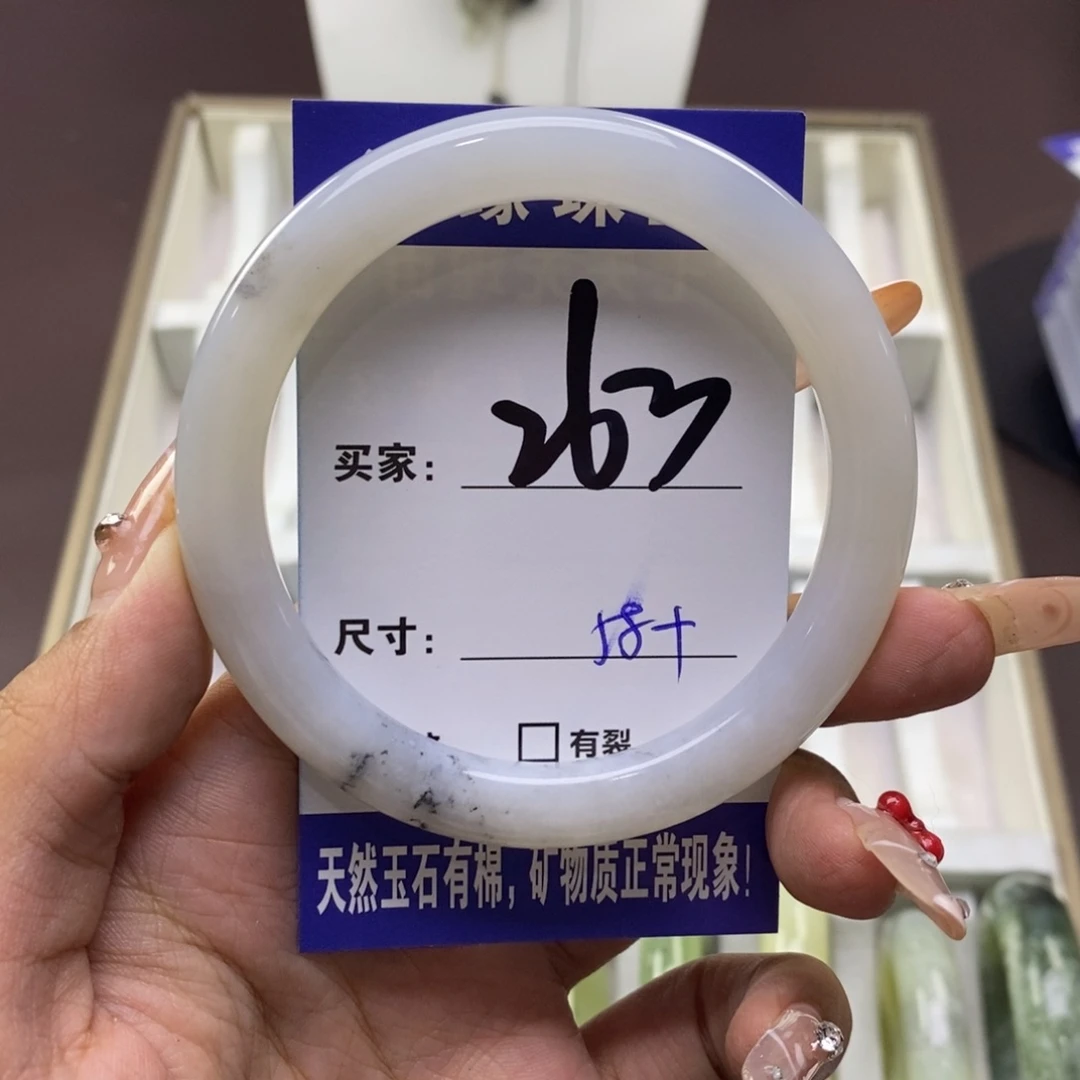 买家: 263
尺寸: 58+
□有裂
天然玉石有棉,矿物质正常现象!